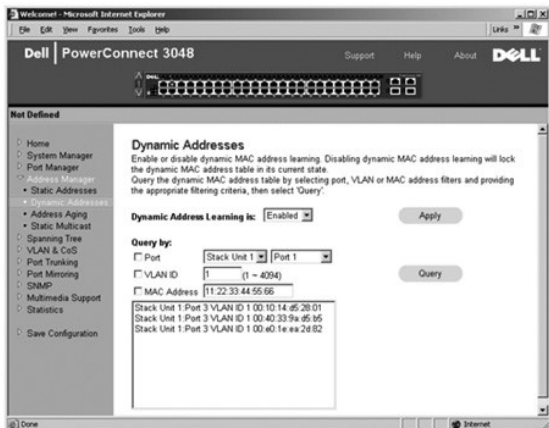 Welcome! - Microsoft Internet Explorer
File Edit View Favorites Tools Help
Links »
Dell | PowerConnect 3048
Support Help About DELL
Not Defined
Home
System Manager
Port Manager
Address Manager
Static Addresses
Dynamic Addresses
Address Aging
Static Multicast
Spanning Tree
VLAN & CoS
Port Trunking
Port Mirroring
SNMP
Multimedia Support
Statistics
Save Configuration
Dynamic Addresses
Enable or disable dynamic MAC address learning. Disabling dynamic MAC address learning will lock
the dynamic MAC address table in its current state.
Query the dynamic MAC address table by selecting port, VLAN or MAC address filters and providing
the appropriate filtering criteria, then select 'Query'.
Dynamic Address Learning is: Enabled Apply
Query by:
Port Stack Unit 1 Port 1
VLAN ID 1 (1 ~ 4094) Query
MAC Address 11:22:33:44:55:66
Stack Unit 1:Port 3 VLAN ID 1 00:10:14:d5:28:01
Stack Unit 1:Port 3 VLAN ID 1 00:40:33:9a:d5:b5
Stack Unit 1:Port 3 VLAN ID 1 00:e0:1e:ea:2d:82
Done Internet